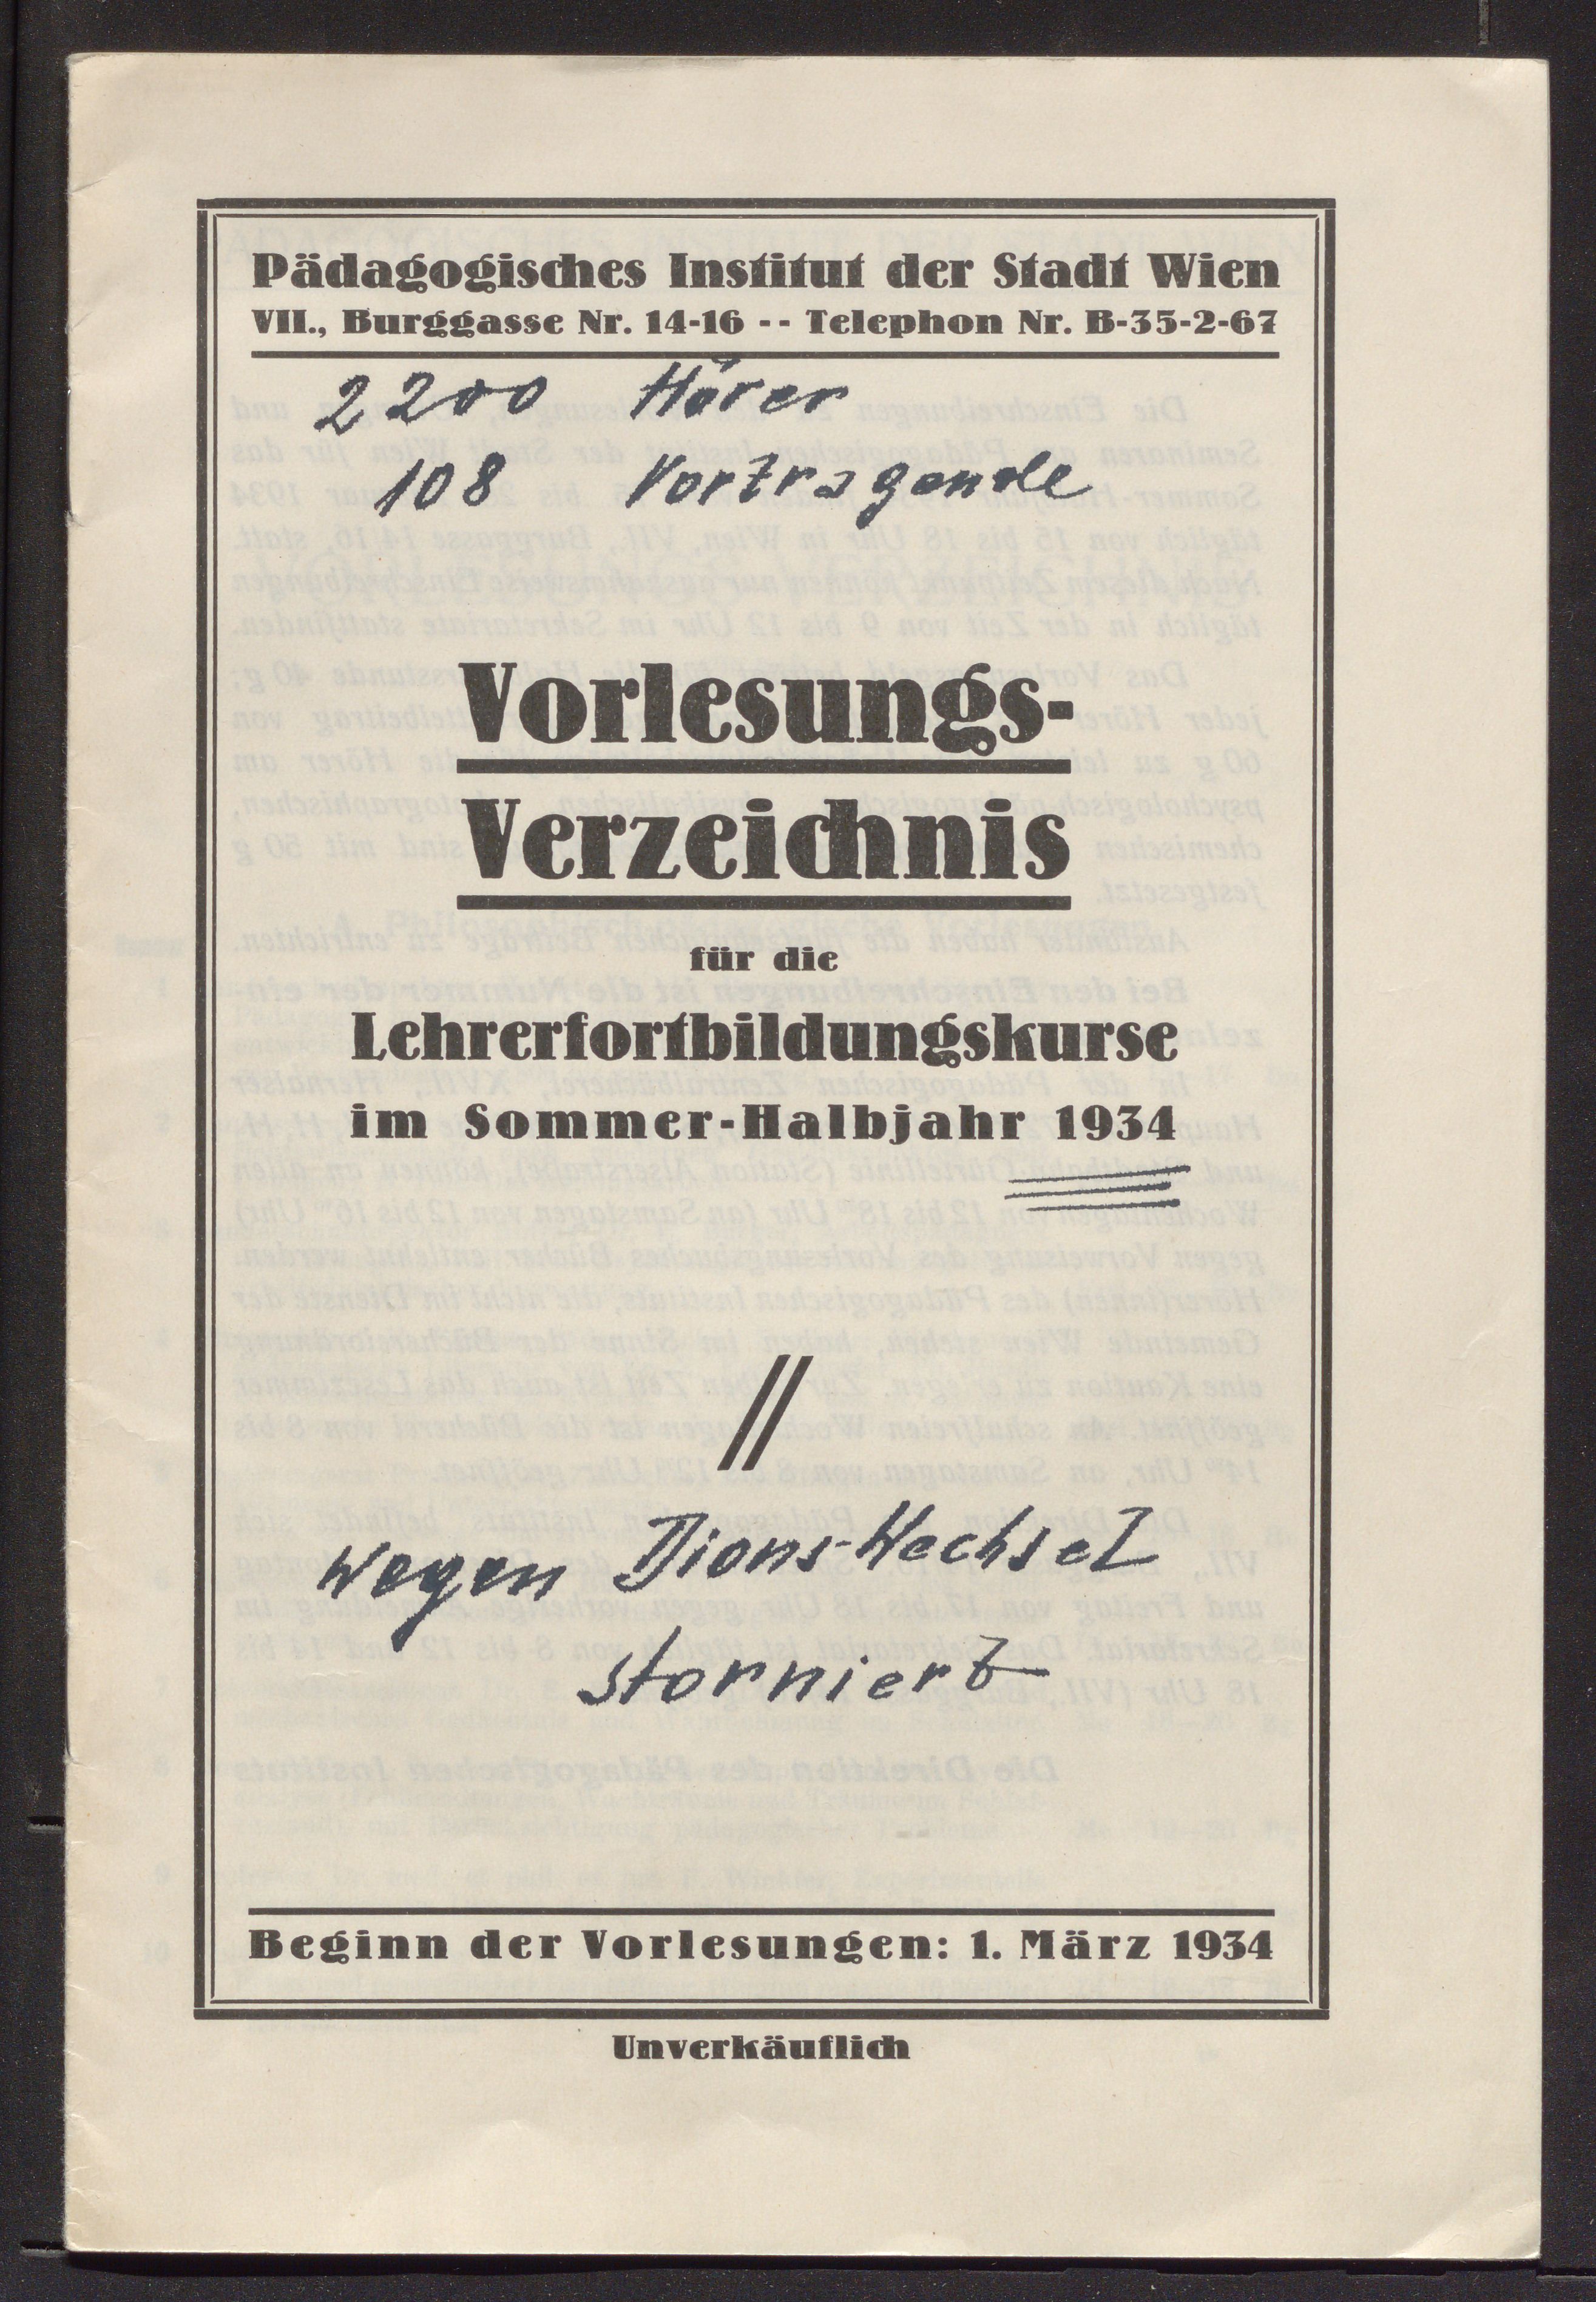 Pädagogisches Institut der Stadt Wien
VII., Burggasse Nr. 14-16 -- Telephon Nr. B-35-2-67
2200 Hörer
108 Vortragende
Vorlesungs-
Verzeichnis
für die
Lehrerfortbildungskurse
im Sommer-Halbjahr 1934
//
wegen Dions-Wechsel
storniert
Beginn der Vorlesungen: 1. März 1934
Unverkäuflich